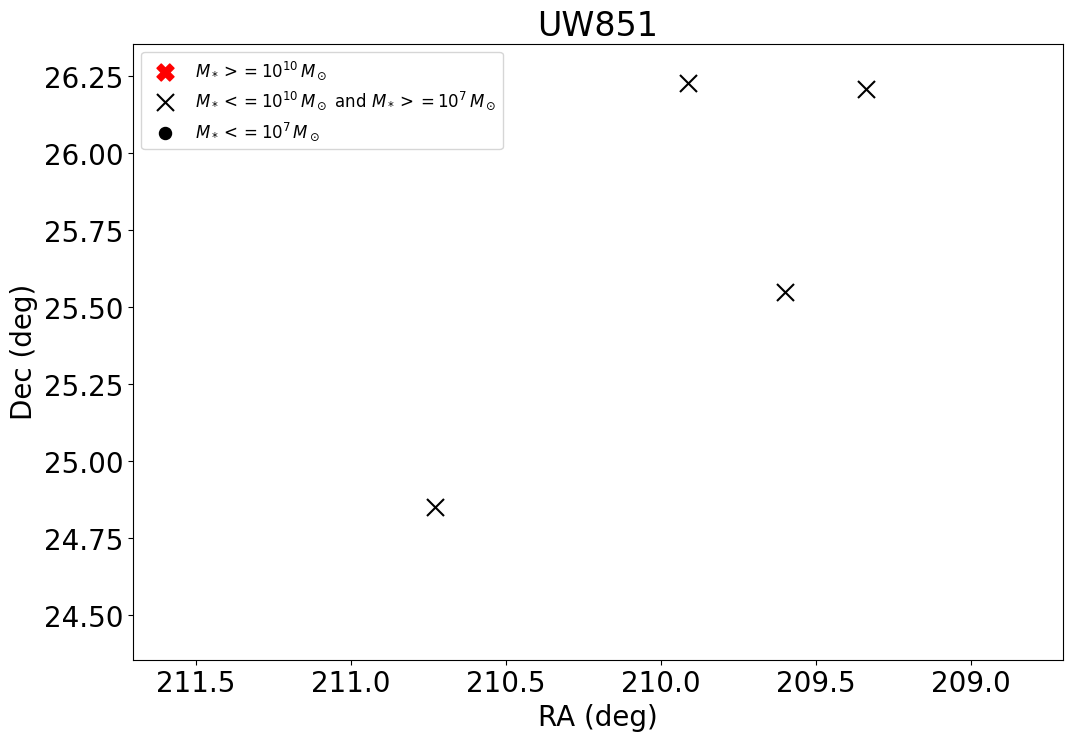 UW851
M* >= 10^10 M⊙
M* <= 10^10 M⊙ and M* >= 10^7 M⊙
M* <= 10^7 M⊙
26.25
26.00
25.75
25.50
25.25
25.00
24.75
24.50
Dec (deg)
211.5 211.0 210.5 210.0 209.5 209.0
RA (deg)